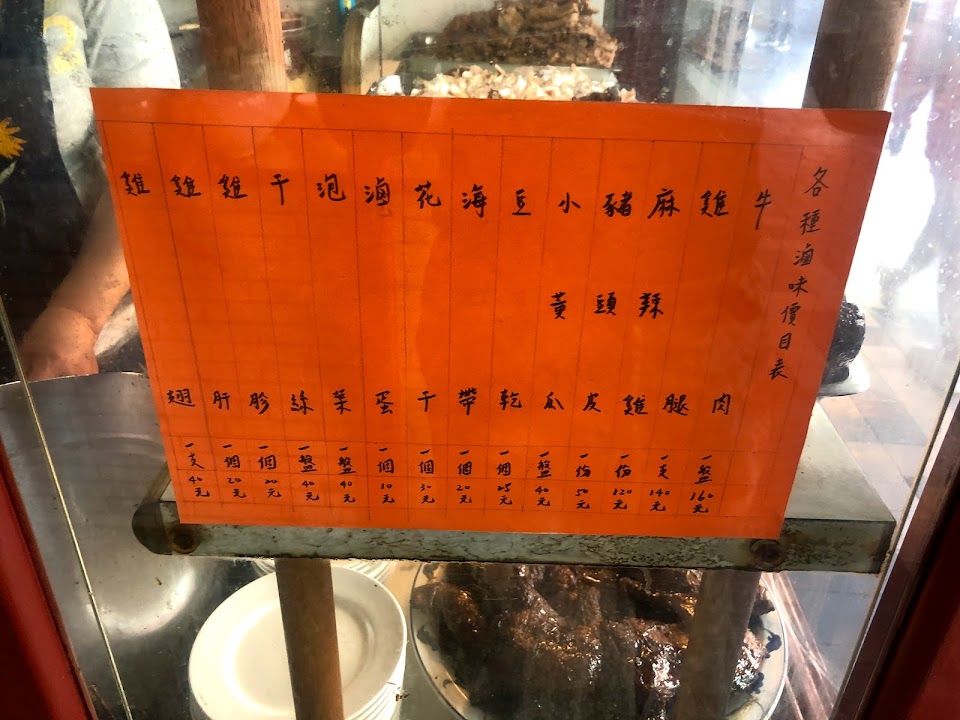 各種滷味價目表
牛肉一盤160元
雞腿一支140元
麻辣雞一份120元
豬頭皮一份50元
小黃瓜一盤40元
豆乾一個25元
海帶一個20元
花干一個30元
滷蛋一個10元
泡菜一盤40元
干絲一盤40元
雞胗一個20元
雞肝一個20元
雞翅一支40元